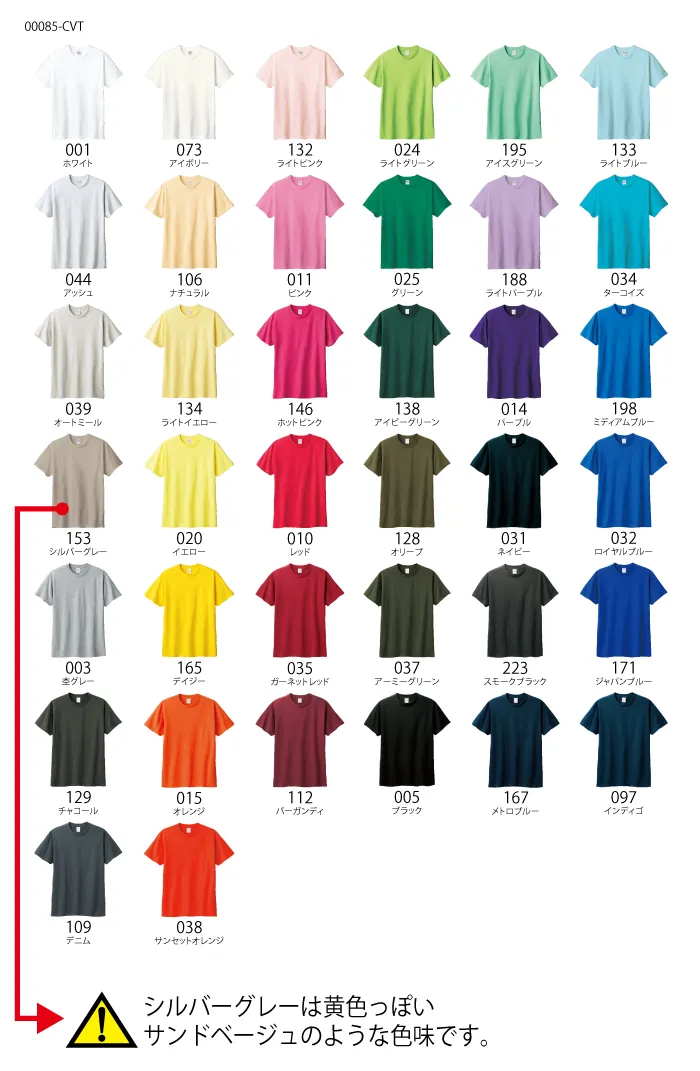 00085-CVT
001 073 132 024 195 133
ホワイト アイボリー ライトピンク ライトグリーン アイスグリーン ライトブルー
044 106 011 025 188 034
アッシュ ナチュラル ピンク グリーン ライトパープル ターコイズ
039 134 146 138 014 198
オートミール ライトイエロー ホットピンク アイビーグリーン パープル ミディアムブルー
153 020 010 128 031 032
シルバーグレー イエロー レッド オリーブ ネイビー ロイヤルブルー
003 165 035 037 223 171
杢グレー デイジー ガーネットレッド アーミーグリーン スモークブラック ジャパンブルー
129 015 112 005 167 097
チャコール オレンジ バーガンディ ブラック メトロブルー インディゴ
109 038
デニム サンセットオレンジ
シルバーグレーは黄色っぽい
サンドベージュのような色味です。